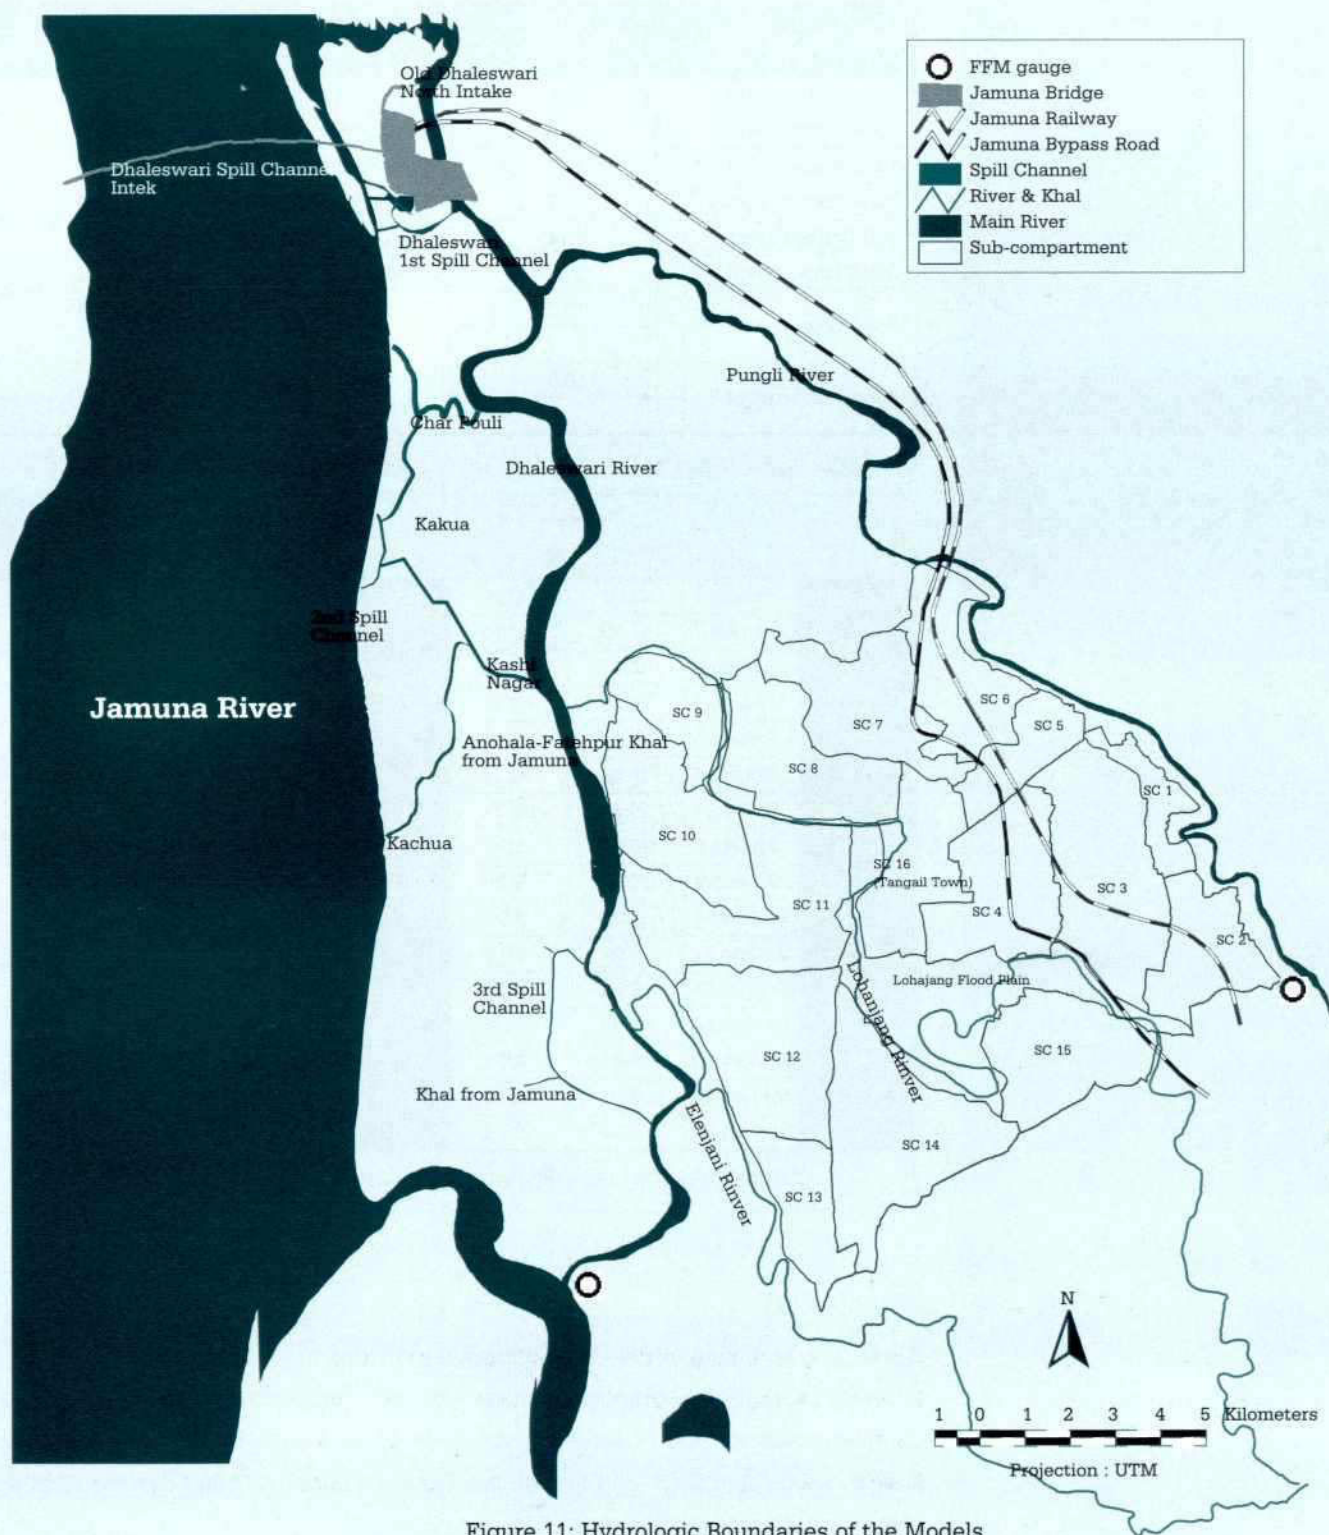 Old Dhaleswari
North Intake
FFM gauge
Jamuna Bridge
Jamuna Railway
Jamuna Bypass Road
Spill Channel
River & Khal
Main River
Sub-compartment
Dhaleswari Spill Channel
Intek
Dhaleswari
1st Spill Channel
Pungli River
Char Pouli
Dhaleswari River
Kakua
2nd Spill
Channel
Kashi
Nagar
Jamuna River
Anohala-Fatehpur Khal
from Jamuna
Kachua
SC 9
SC 7
SC 6
SC 5
SC 8
SC 1
SC 10
SC 16
(Tangail Town)
SC 3
SC 11
SC 4
SC 2
3rd Spill
Channel
Lohajang Flood Plain
Lohanjang Rinver
SC 12
SC 15
Khal from Jamuna
Elenjani Rinver
SC 14
SC 13
N
1 0 1 2 3 4 5 Kilometers
Projection : UTM
Figure 11: Hydrologic Boundaries of the Models